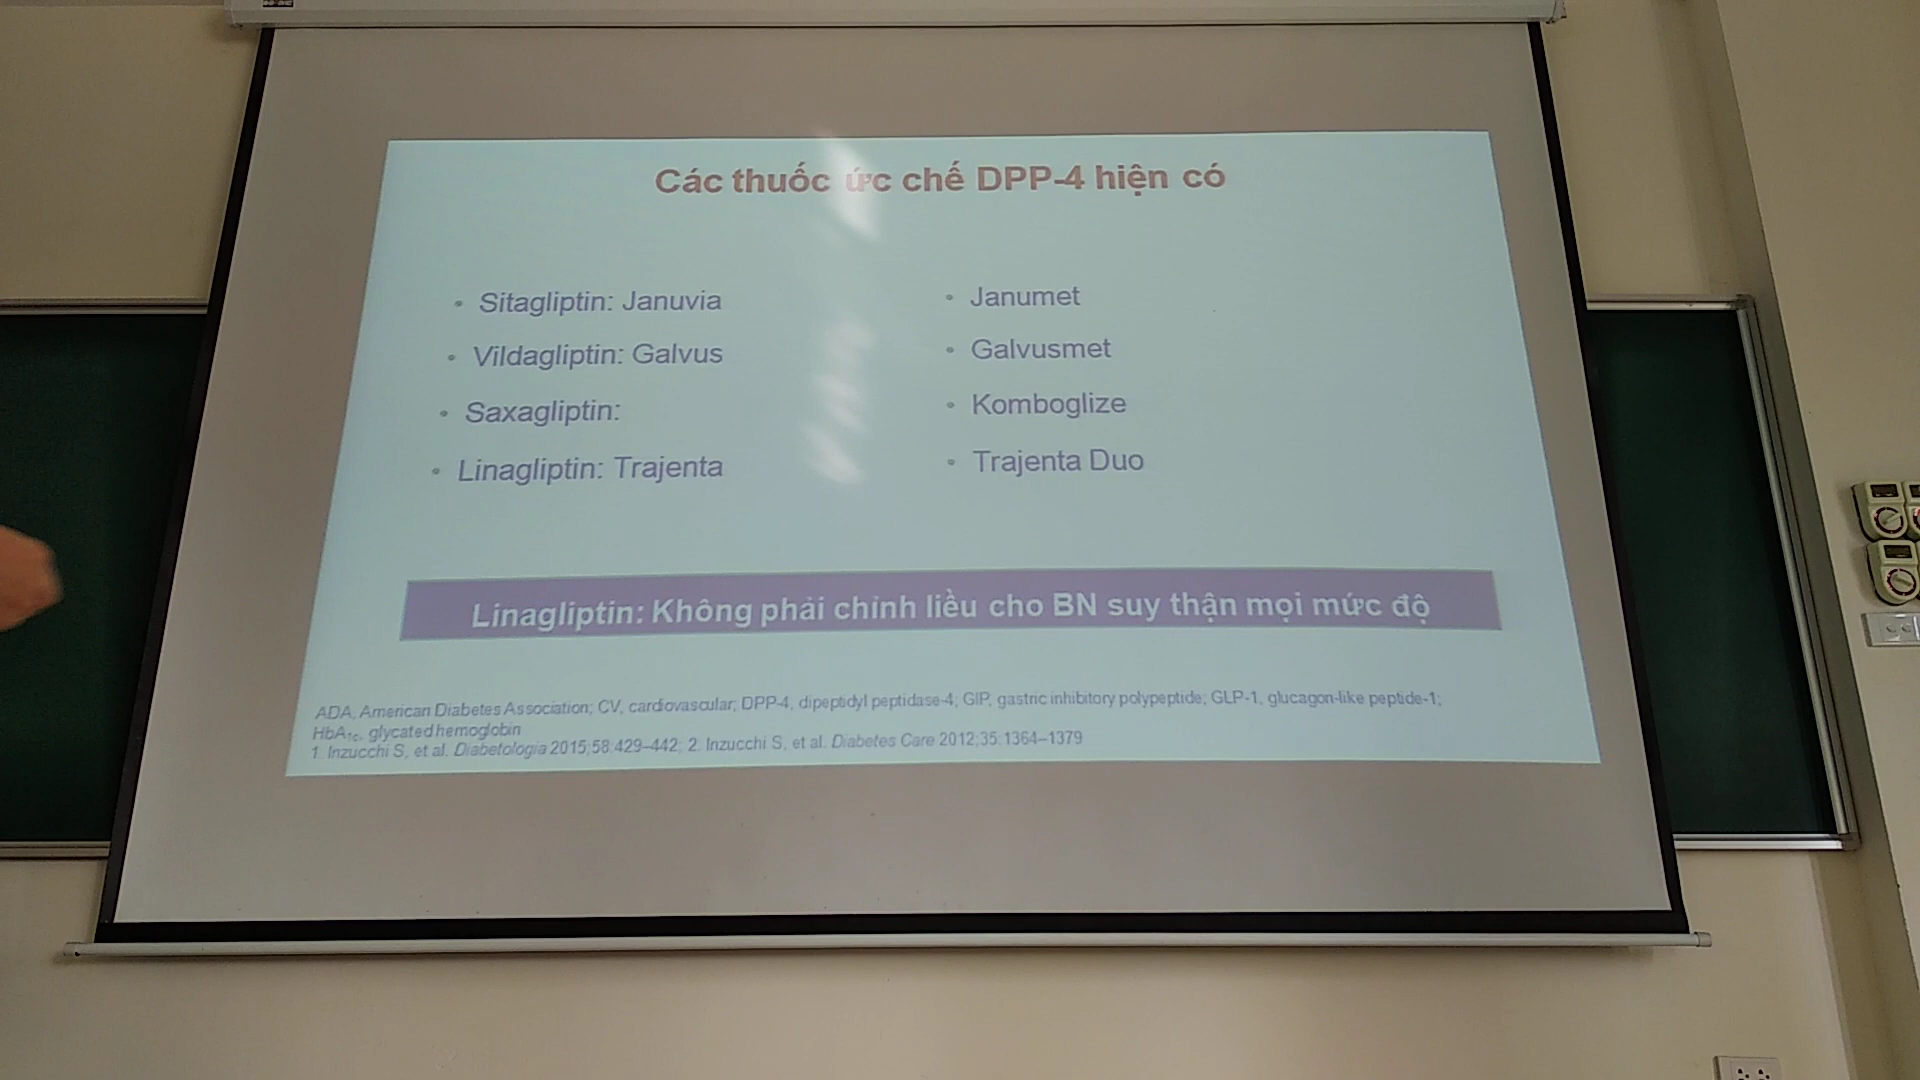 Các thuốc ức chế DPP-4 hiện có
• Sitagliptin: Januvia
• Vildagliptin: Galvus
• Saxagliptin:
• Linagliptin: Trajenta
• Janumet
• Galvusmet
• Komboglize
• Trajenta Duo
Linagliptin: Không phải chỉnh liều cho BN suy thận mọi mức độ
ADA, American Diabetes Association; CV, cardiovascular; DPP-4, dipeptidyl peptidase-4; GIP, gastric inhibitory polypeptide; GLP-1, glucagon-like peptide-1;
HbA1c, glycated hemoglobin
1. Inzucchi S, et al. Diabetologia 2015;58:429–442; 2. Inzucchi S, et al. Diabetes Care 2012;35:1364–1379